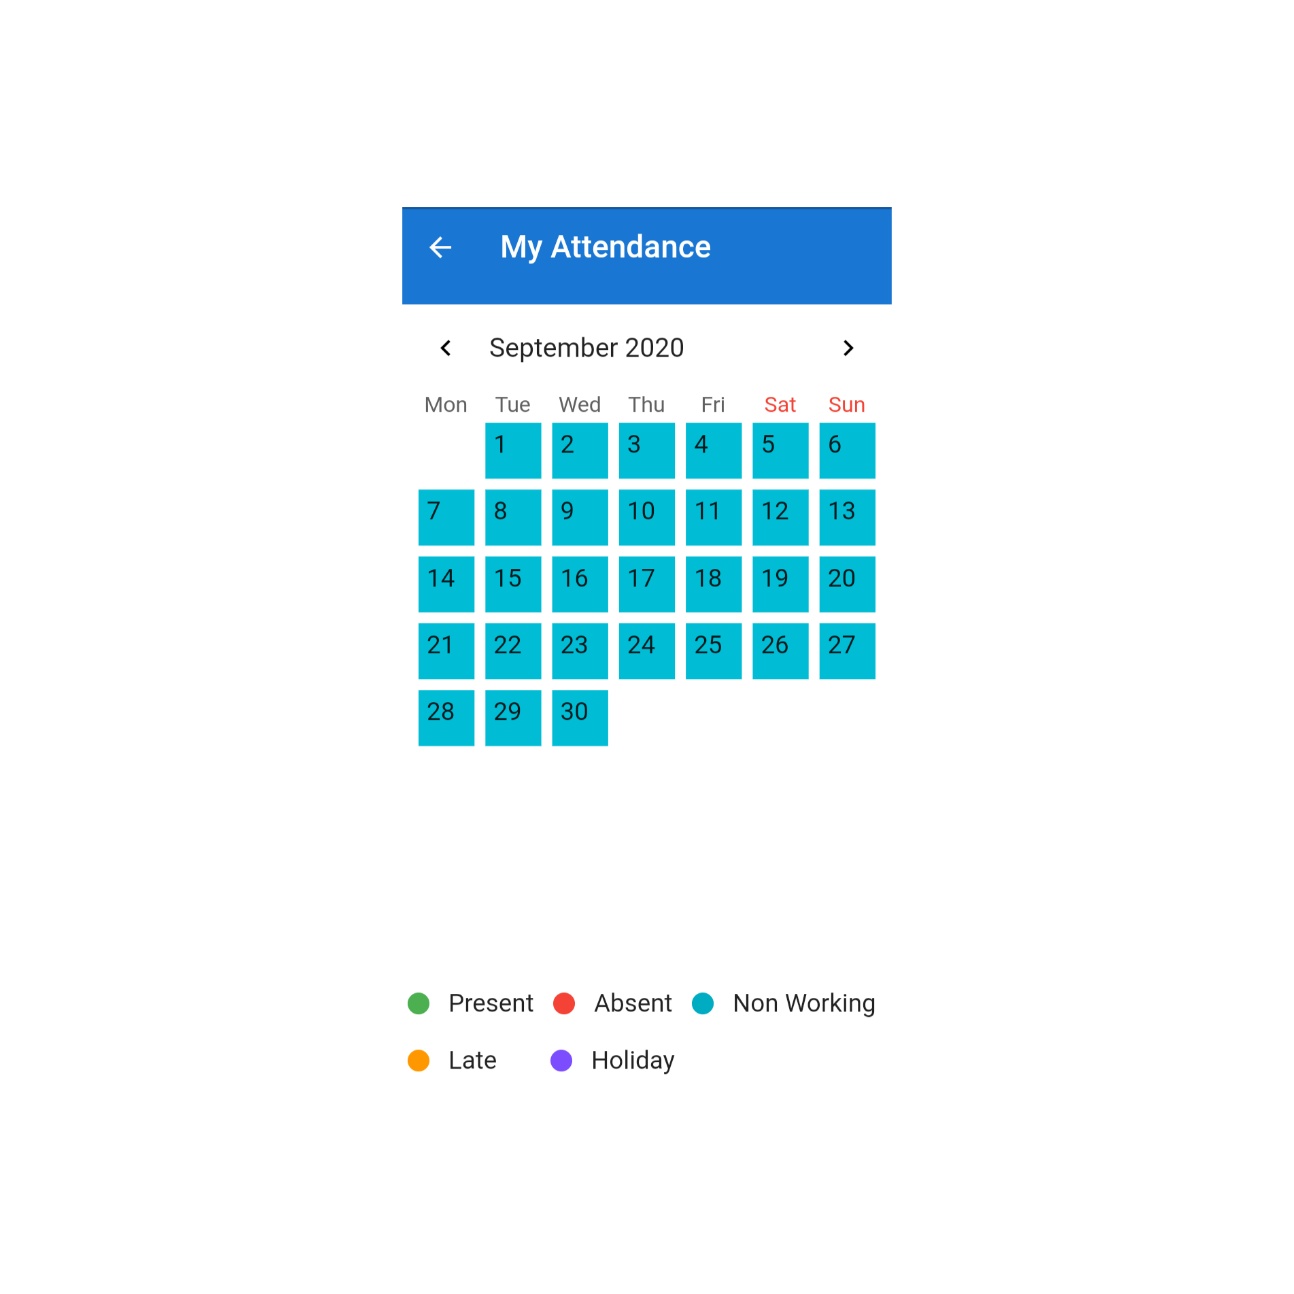 My Attendance
September 2020
Mon Tue Wed Thu Fri Sat Sun
1 2 3 4 5 6
7 8 9 10 11 12 13
14 15 16 17 18 19 20
21 22 23 24 25 26 27
28 29 30
Present Absent Non Working
Late Holiday